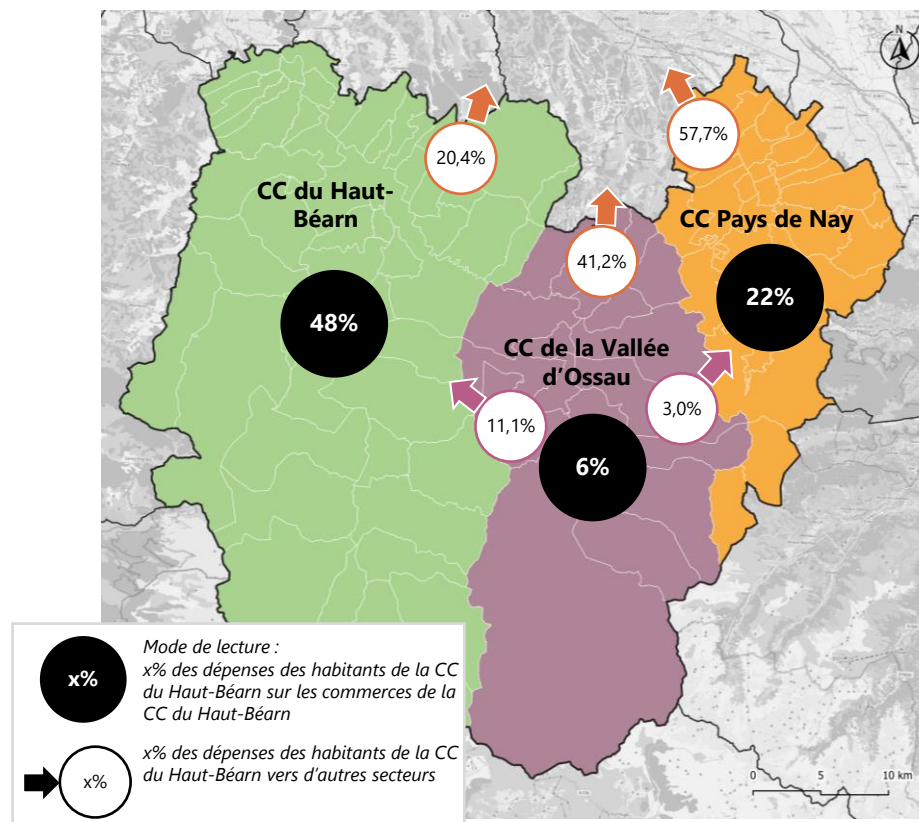 20,4%
57,7%
CC du Haut-
Béarn
CC Pays de Nay
41,2%
22%
48%
CC de la Vallée
d'Ossau
11,1%
3,0%
6%
x%
Mode de lecture :
x% des dépenses des habitants de la CC
du Haut-Béarn sur les commerces de la
CC du Haut-Béarn
x%
x% des dépenses des habitants de la CC
du Haut-Béarn vers d'autres secteurs
0 5 10 km